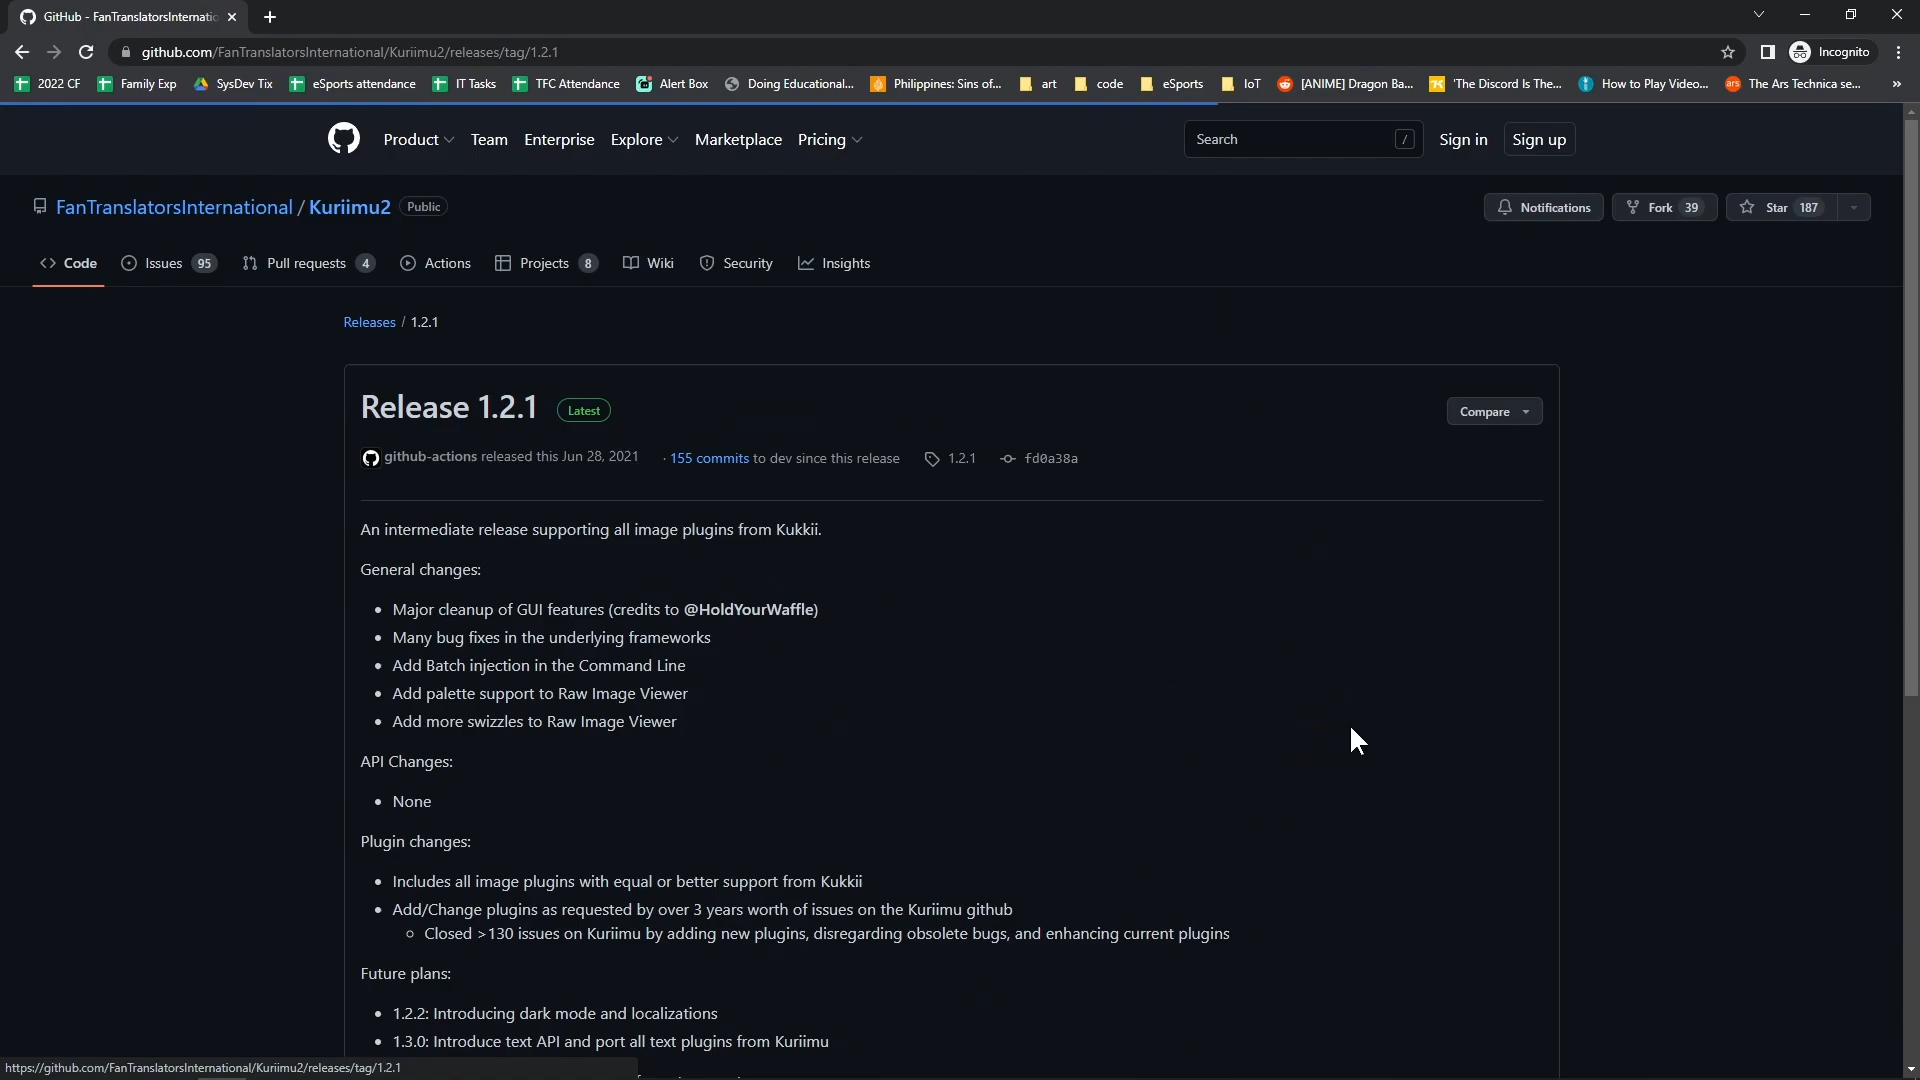 GitHub - FanTranslatorsInternatio
github.com/FanTranslatorsInternational/Kuriimu2/releases/tag/1.2.1
Incognito
2022 CF
Family Exp
SysDev Tix
eSports attendance
IT Tasks
TFC Attendance
Alert Box
Doing Educational...
Philippines: Sins of...
art
code
eSports
IoT
[ANIME] Dragon Ba...
'The Discord Is The...
How to Play Video...
ars
The Ars Technica se...
»
Product
Team
Enterprise
Explore
Marketplace
Pricing
Search
/
Sign in
Sign up
FanTranslatorsInternational / Kuriimu2
Public
Notifications
Fork 39
Star 187
Code
Issues 95
Pull requests 4
Actions
Projects 8
Wiki
Security
Insights
Releases / 1.2.1
Release 1.2.1
Latest
Compare
github-actions released this Jun 28, 2021
· 155 commits to dev since this release
1.2.1
fd0a38a
An intermediate release supporting all image plugins from Kukkii.
General changes:
• Major cleanup of GUI features (credits to @HoldYourWaffle)
• Many bug fixes in the underlying frameworks
• Add Batch injection in the Command Line
• Add palette support to Raw Image Viewer
• Add more swizzles to Raw Image Viewer
API Changes:
• None
Plugin changes:
• Includes all image plugins with equal or better support from Kukkii
• Add/Change plugins as requested by over 3 years worth of issues on the Kuriimu github
Closed >130 issues on Kuriimu by adding new plugins, disregarding obsolete bugs, and enhancing current plugins
Future plans:
• 1.2.2: Introducing dark mode and localizations
• 1.3.0: Introduce text API and port all text plugins from Kuriimu
https://github.com/FanTranslatorsInternational/Kuriimu2/releases/tag/1.2.1